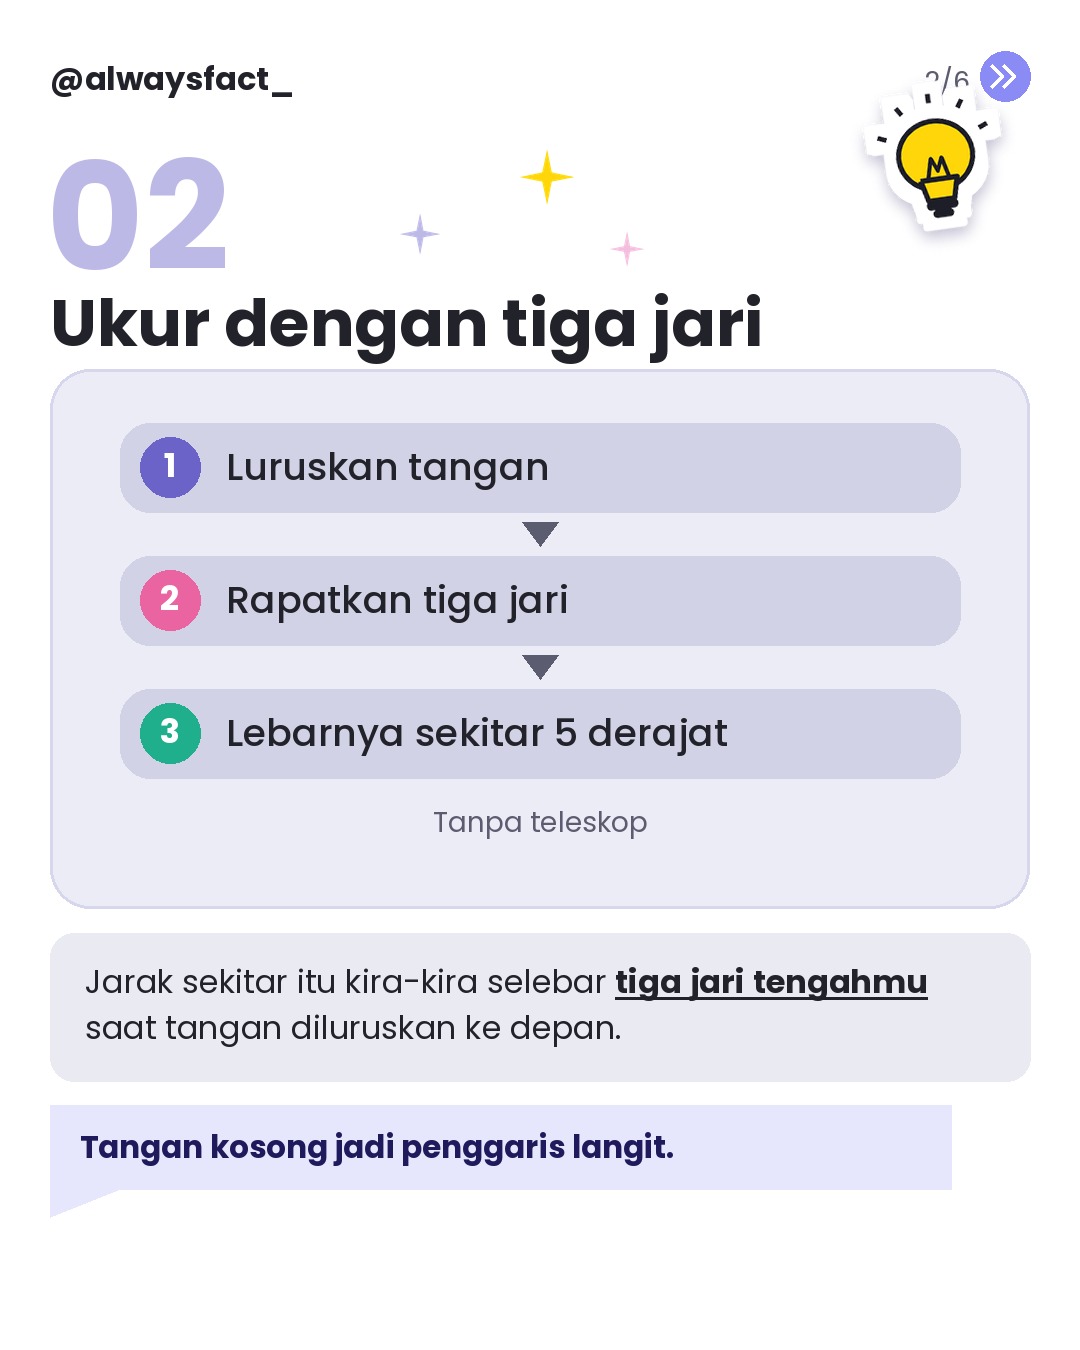 @alwaysfact_
2/6
02
Ukur dengan tiga jari
1 Luruskan tangan
2 Rapatkan tiga jari
3 Lebarnya sekitar 5 derajat
Tanpa teleskop
Jarak sekitar itu kira-kira selebar tiga jari tengahmu
saat tangan diluruskan ke depan.
Tangan kosong jadi penggaris langit.